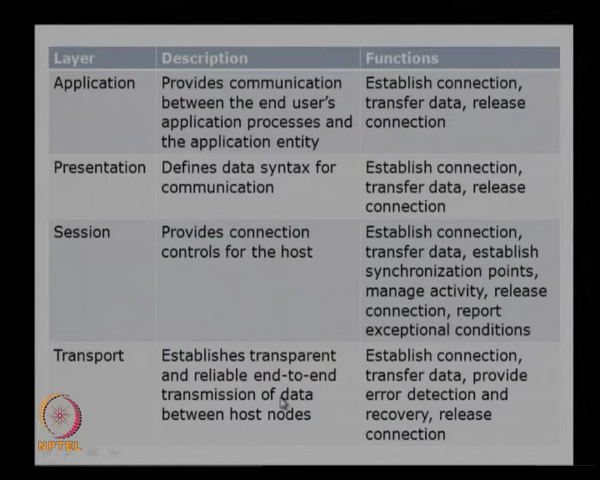 Layer Description Functions
Application Provides communication Establish connection,
between the end user's transfer data, release
application processes and connection
the application entity
Presentation Defines data syntax for Establish connection,
communication transfer data, release
connection
Session Provides connection Establish connection,
controls for the host transfer data, establish
synchronization points,
manage activity, release
connection, report
exceptional conditions
Transport Establishes transparent Establish connection,
and reliable end-to-end transfer data, provide
transmission of data error detection and
between host nodes recovery, release
connection
NPTEL